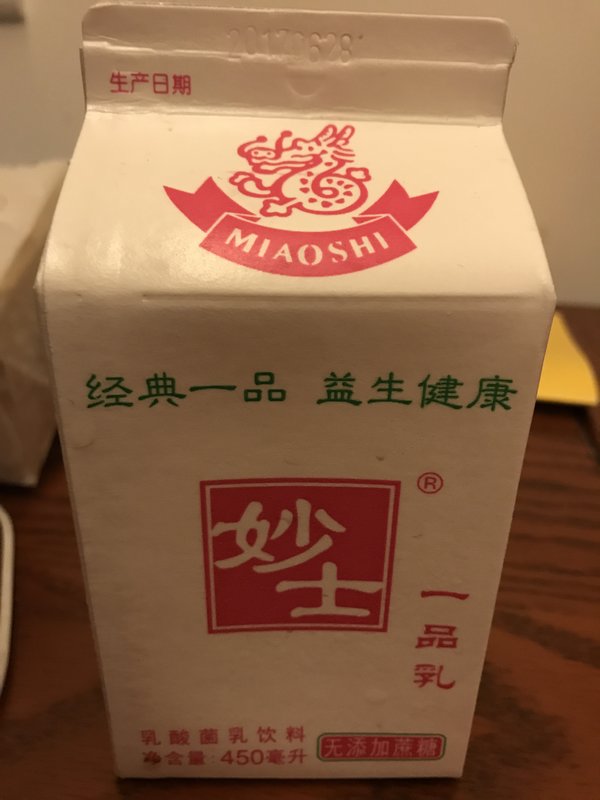 20170628
生产日期
MIAOSHI
经典一品 益生健康
妙士
®
一品乳
乳酸菌乳饮料
净含量:450毫升
无添加蔗糖